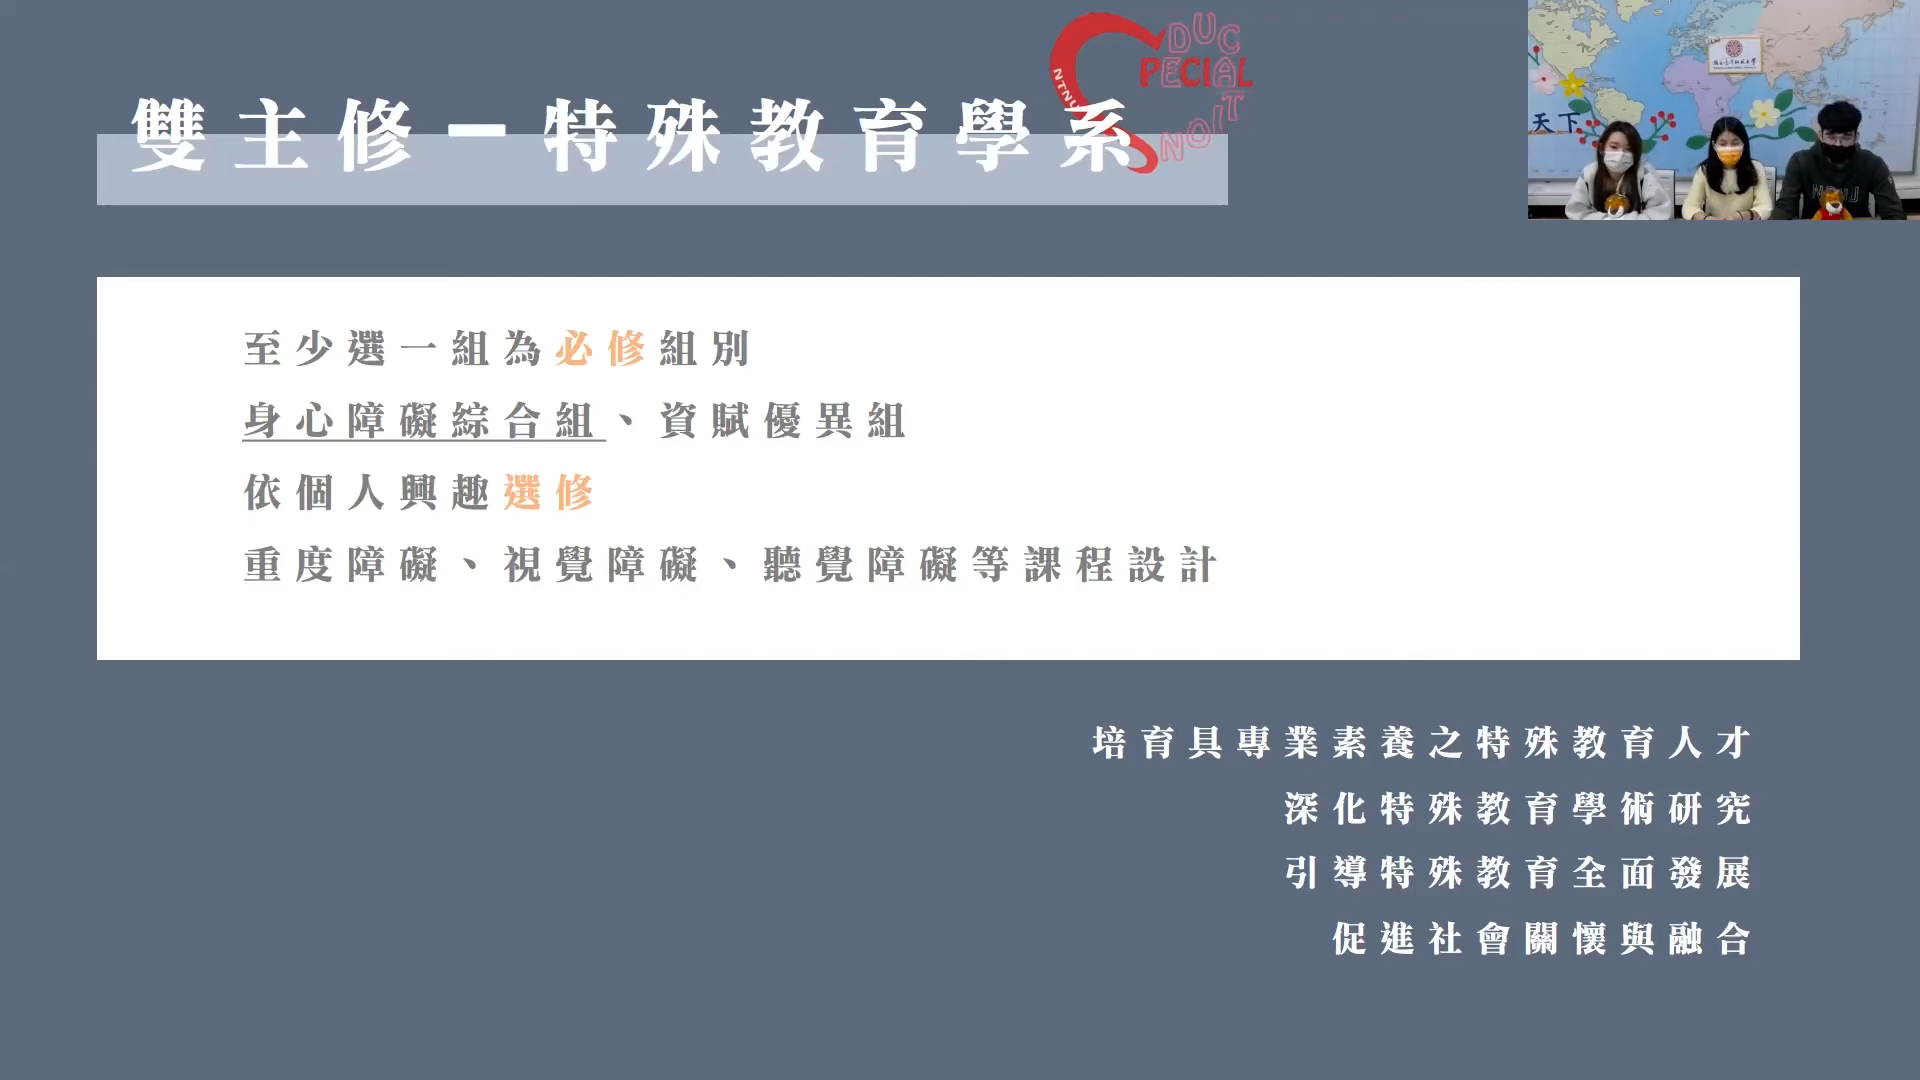 雙主修－特殊教育學系
NTNU
SPECIAL
EDUCATION
至少選一組為必修組別
身心障礙綜合組、資賦優異組
依個人興趣選修
重度障礙、視覺障礙、聽覺障礙等課程設計
培育具專業素養之特殊教育人才
深化特殊教育學術研究
引導特殊教育全面發展
促進社會關懷與融合
天下